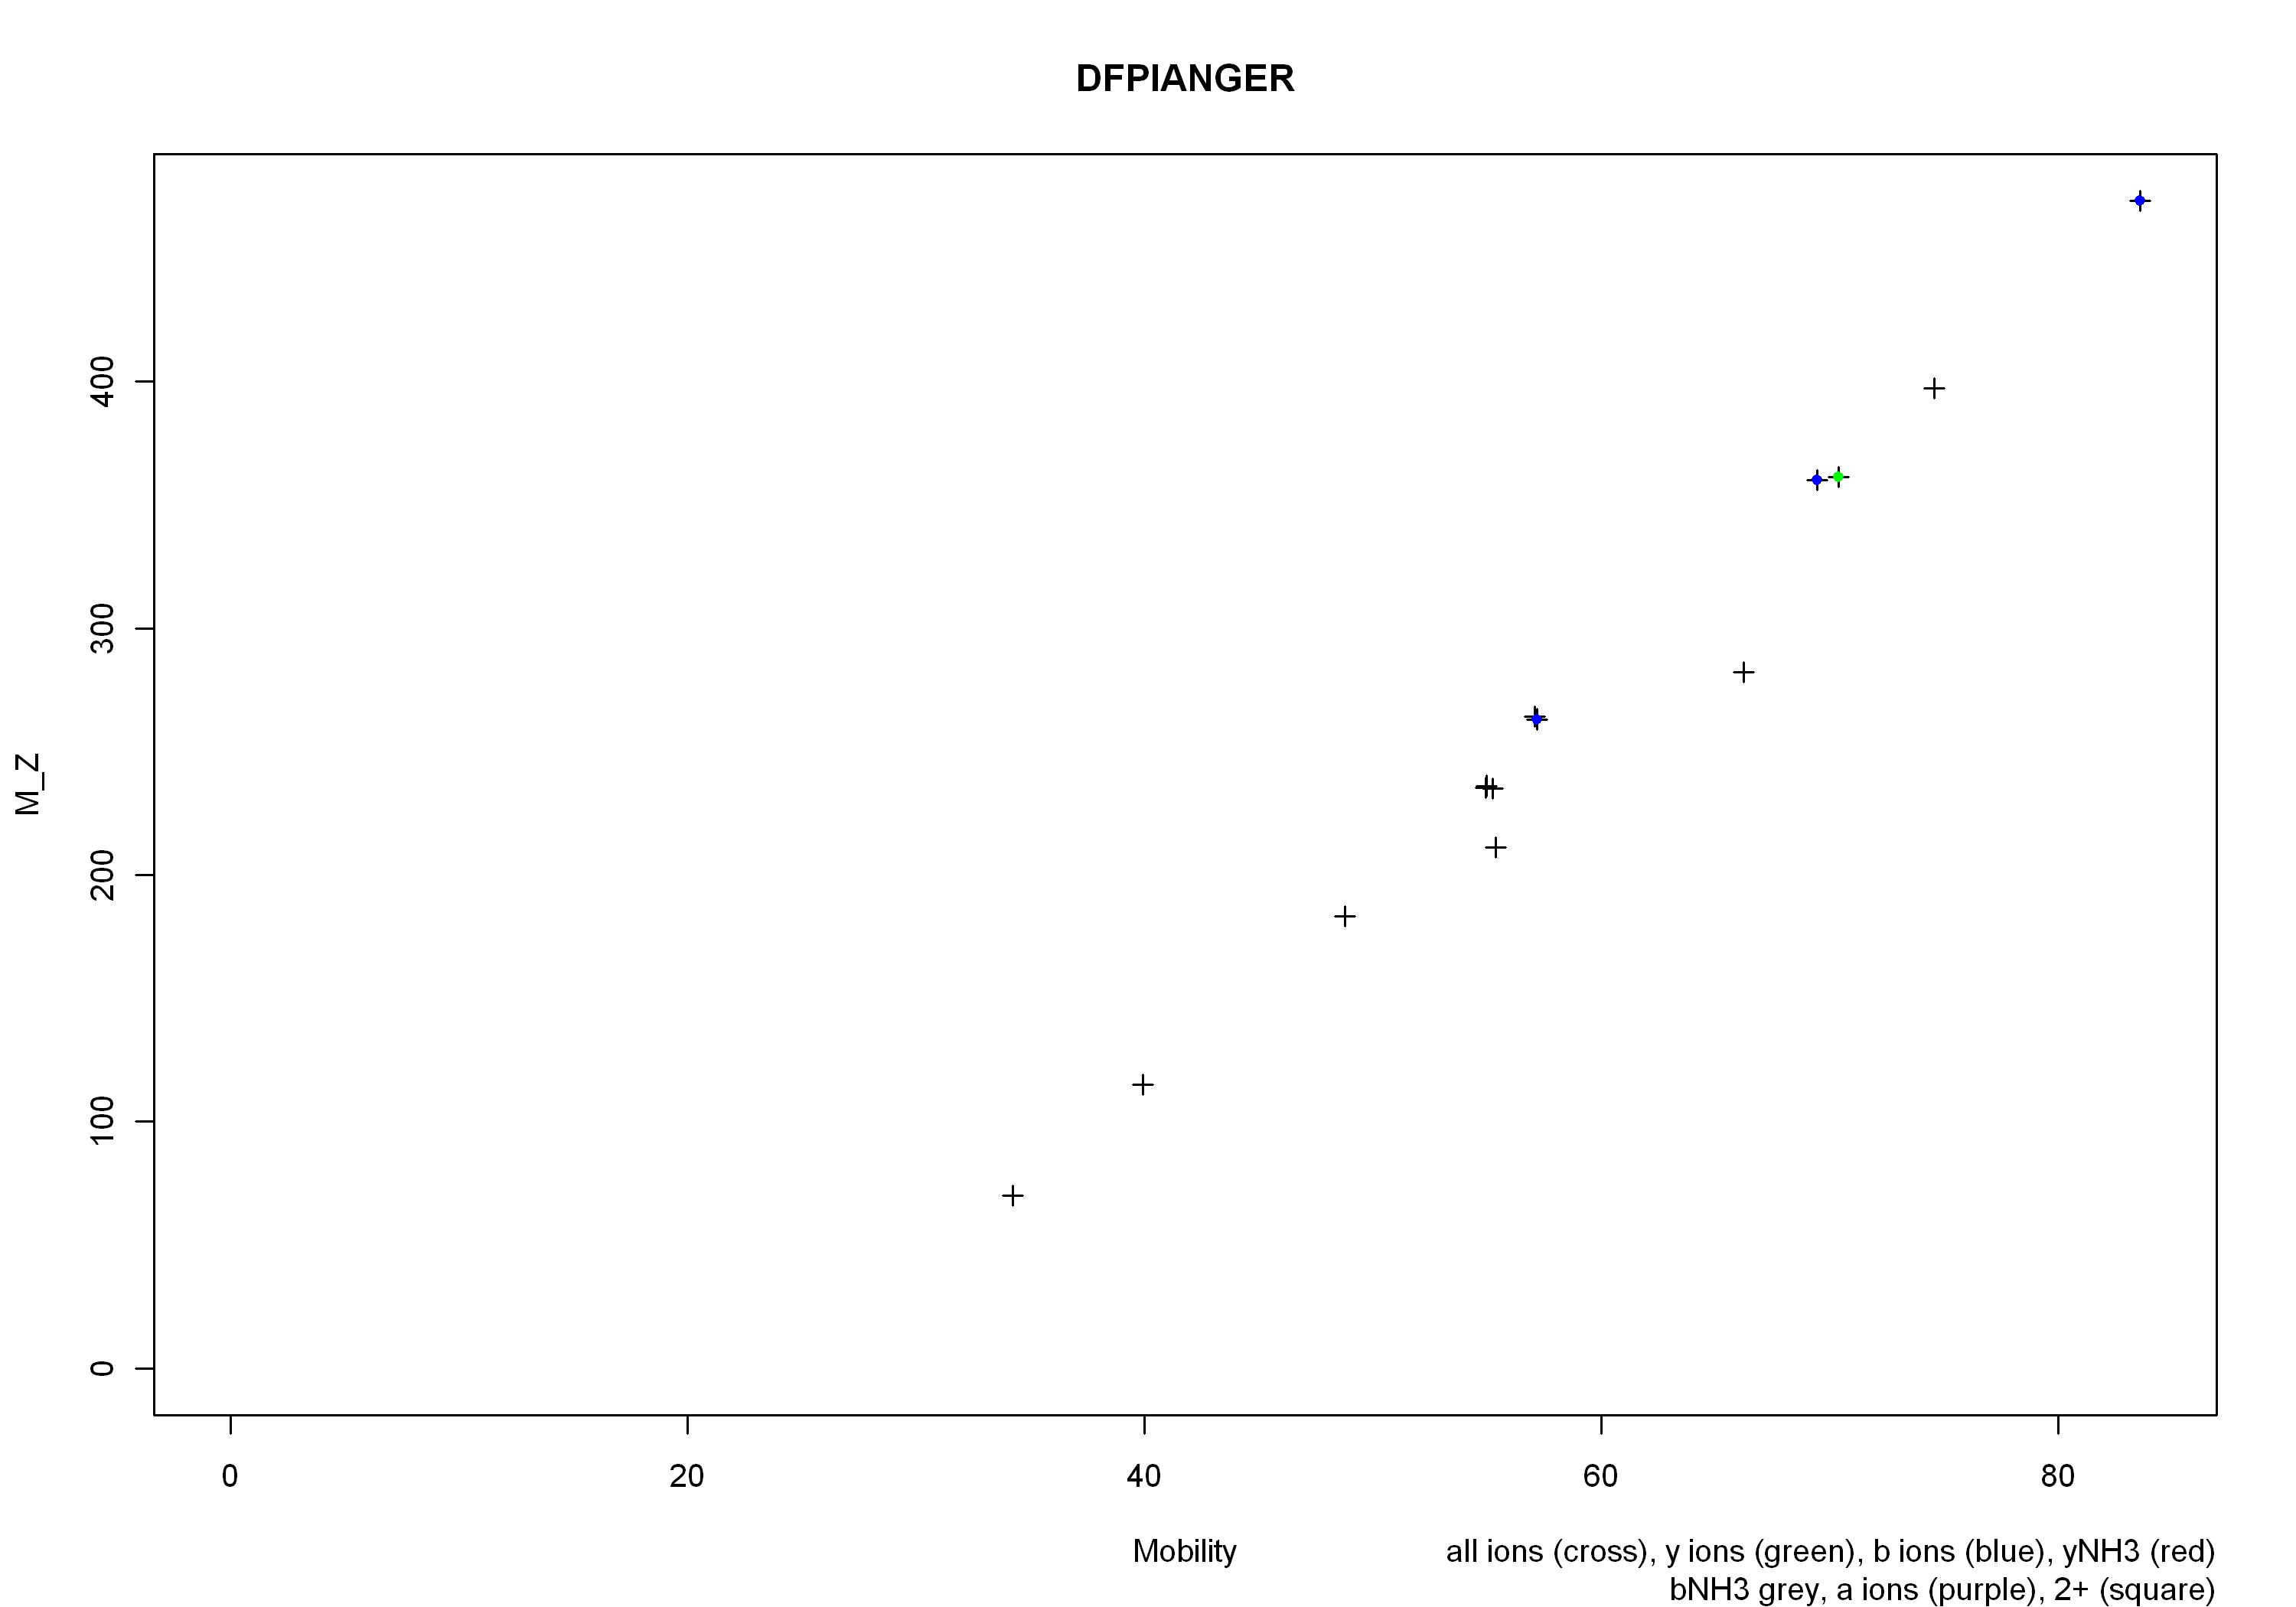 DFPIANGER
M_Z
400
300
200
100
0
0 20 40 60 80
Mobility
all ions (cross), y ions (green), b ions (blue), yNH3 (red)
bNH3 grey, a ions (purple), 2+ (square)